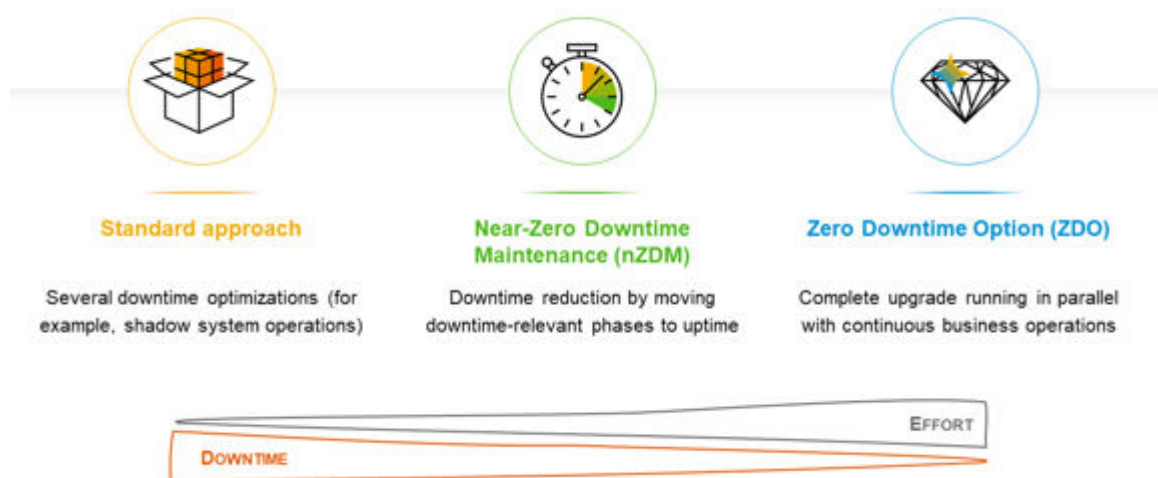 Standard approach
Several downtime optimizations (for
example, shadow system operations)
Near-Zero Downtime
Maintenance (nZDM)
Downtime reduction by moving
downtime-relevant phases to uptime
Zero Downtime Option (ZDO)
Complete upgrade running in parallel
with continuous business operations
EFFORT
DOWNTIME